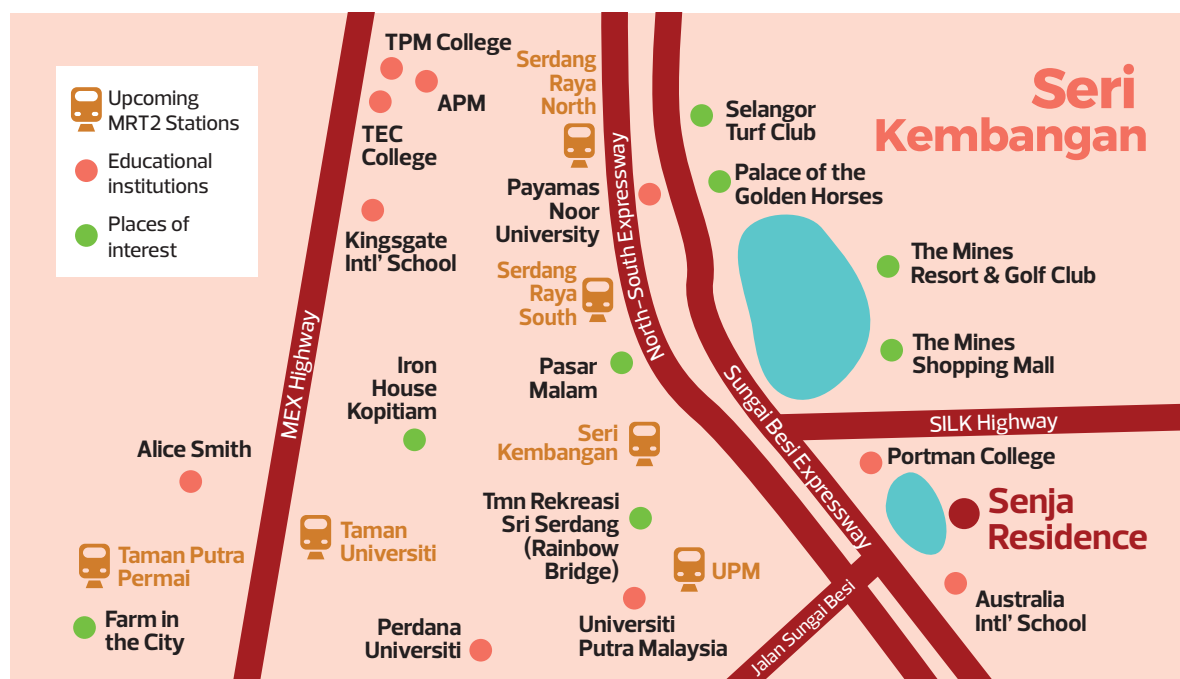 Upcoming
MRT2 Stations
Educational
institutions
Places of
interest
Seri
Kembangan
TPM College
APM
TEC
College
Kingsgate
Intl’ School
Serdang
Raya
North
Payamas
Noor
University
Serdang
Raya
South
North-South Expressway
Selangor
Turf Club
Palace of the
Golden Horses
The Mines
Resort & Golf Club
The Mines
Shopping Mall
MEX Highway
Iron
House
Kopitiam
Pasar
Malam
Sungai Besi Expressway
SILK Highway
Alice Smith
Seri
Kembangan
Portman College
Senja
Residence
Tmn Rekreasi
Sri Serdang
(Rainbow
Bridge)
Taman
Universiti
Taman Putra
Permai
UPM
Farm in
the City
Perdana
Universiti
Universiti
Putra Malaysia
Jalan Sungai Besi
Australia
Intl’ School